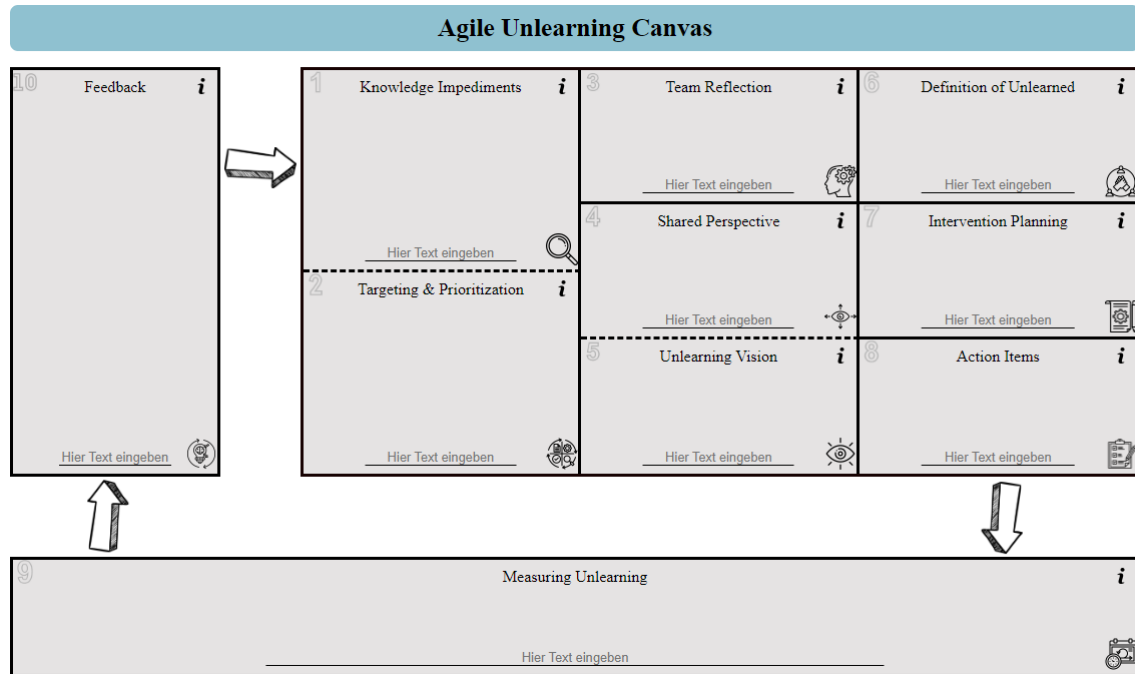 Agile Unlearning Canvas
10
Feedback
i
Hier Text eingeben
1
Knowledge Impediments
i
Hier Text eingeben
2
Targeting & Prioritization
i
Hier Text eingeben
3
Team Reflection
i
Hier Text eingeben
4
Shared Perspective
i
Hier Text eingeben
5
Unlearning Vision
i
Hier Text eingeben
6
Definition of Unlearned
i
Hier Text eingeben
7
Intervention Planning
i
Hier Text eingeben
8
Action Items
i
Hier Text eingeben
9
Measuring Unlearning
i
Hier Text eingeben